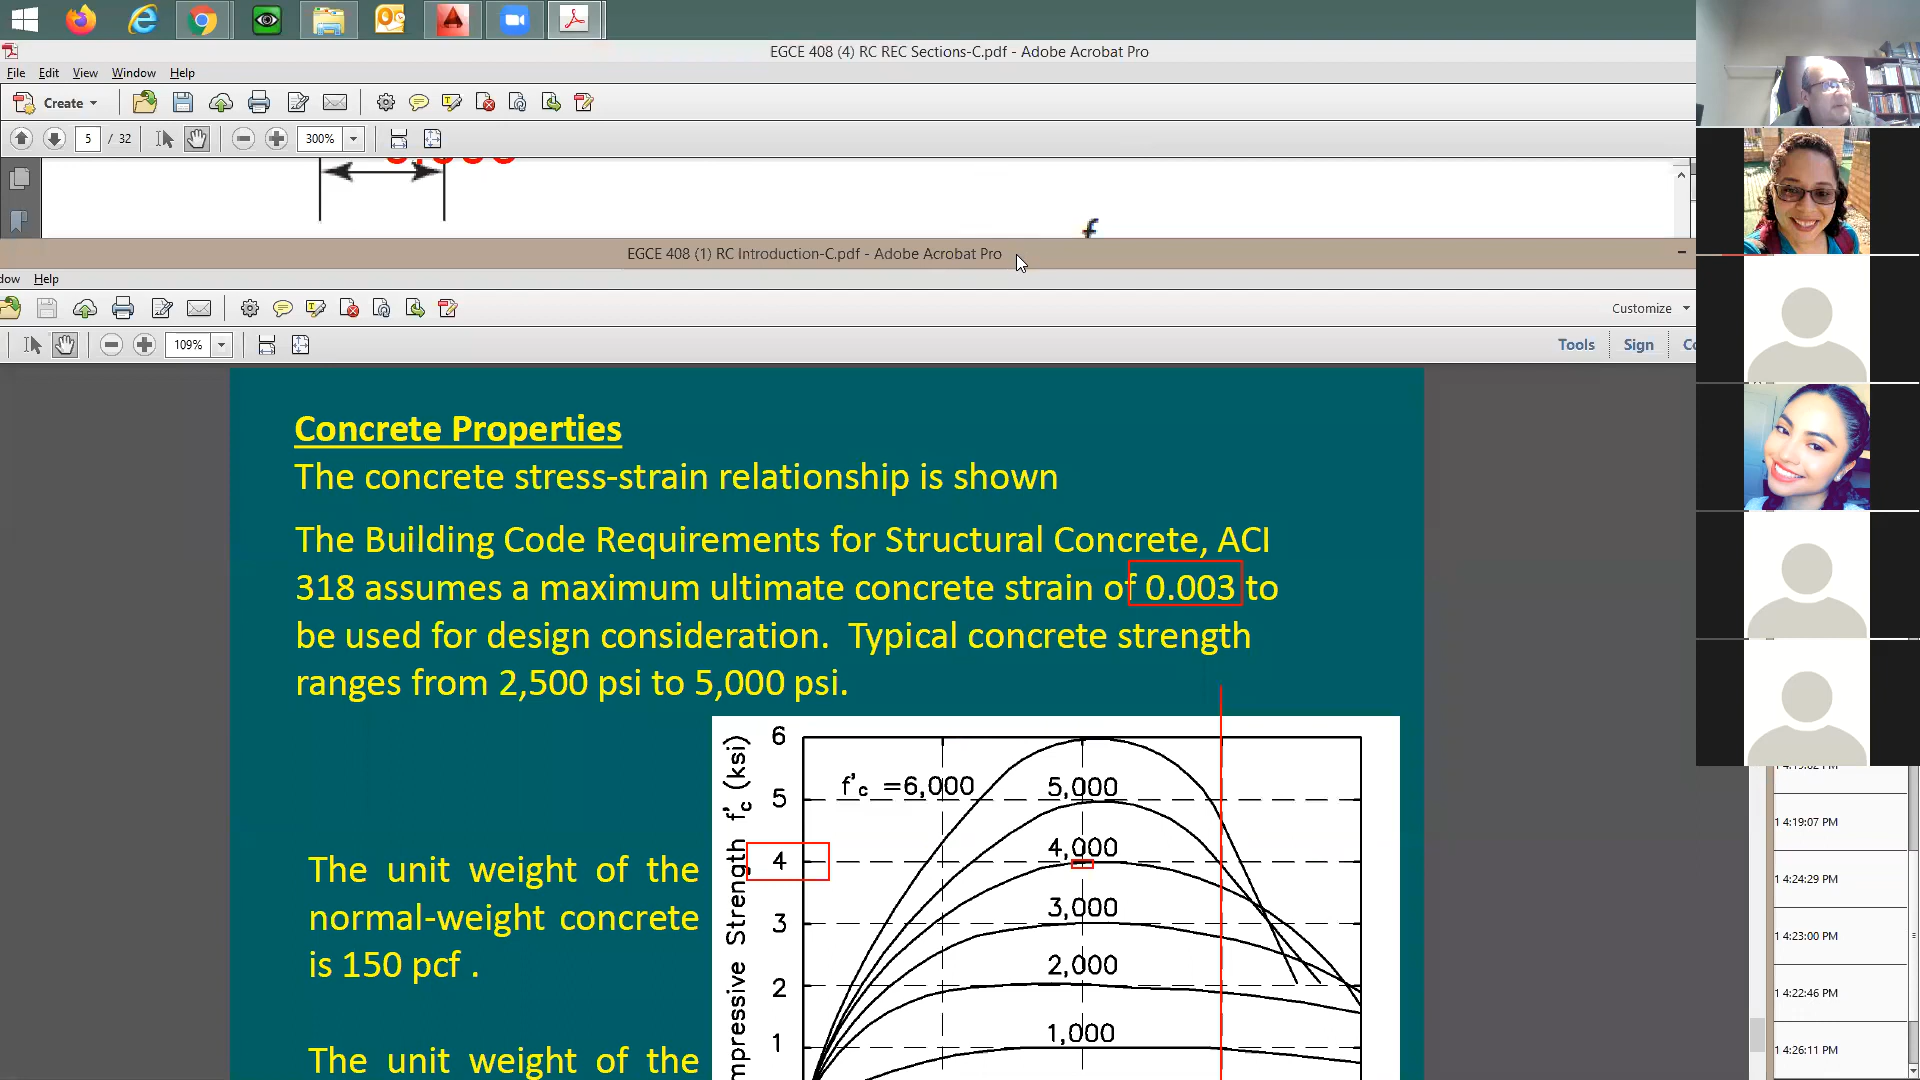 EGCE 408 (4) RC REC Sections-C.pdf - Adobe Acrobat Pro
File Edit View Window Help
Create
5 / 32 300%
f
EGCE 408 (1) RC Introduction-C.pdf - Adobe Acrobat Pro
dow Help
Customize
109% Tools Sign Co
Concrete Properties
The concrete stress-strain relationship is shown
The Building Code Requirements for Structural Concrete, ACI
318 assumes a maximum ultimate concrete strain of 0.003 to
be used for design consideration. Typical concrete strength
ranges from 2,500 psi to 5,000 psi.
The unit weight of the
normal-weight concrete
is 150 pcf .
The unit weight of the
mpressive Strength f'c (ksi)
6
5
4
3
2
1
f'c =6,000
5,000
4,000
3,000
2,000
1,000
1 4:19:07 PM
1 4:24:29 PM
1 4:23:00 PM
1 4:22:46 PM
1 4:26:11 PM